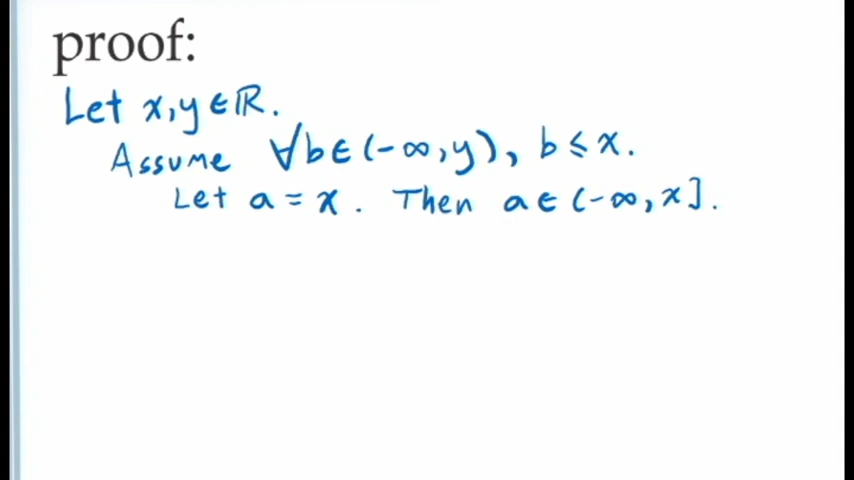 proof:
Let x, y ∈ ℝ.
Assume ∀b ∈ (-∞, y), b ≤ x.
Let a = x. Then a ∈ (-∞, x].